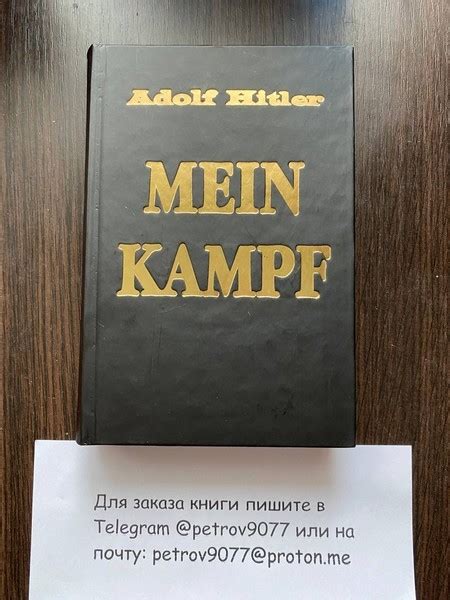 Adolf Hitler
MEIN
KAMPF
Для заказа книги пишите в
Telegram @petrov9077 или на
почту: petrov9077@proton.me